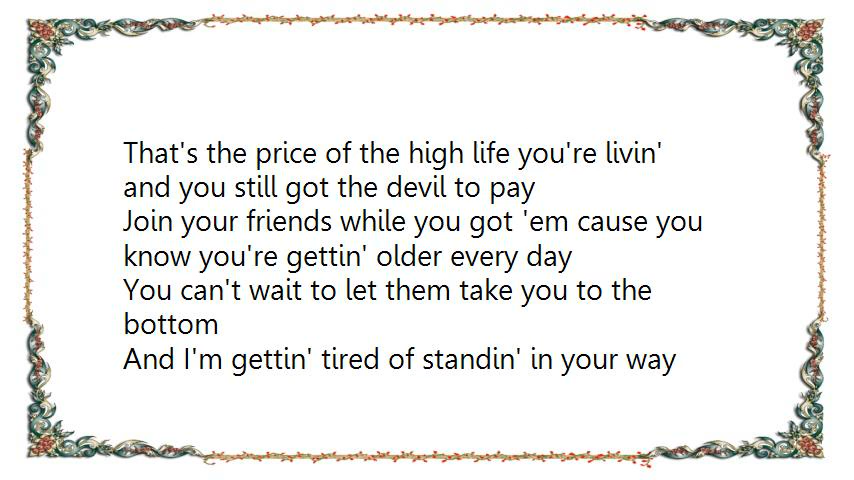 That's the price of the high life you're livin'
and you still got the devil to pay
Join your friends while you got 'em cause you
know you're gettin' older every day
You can't wait to let them take you to the
bottom
And I'm gettin' tired of standin' in your way